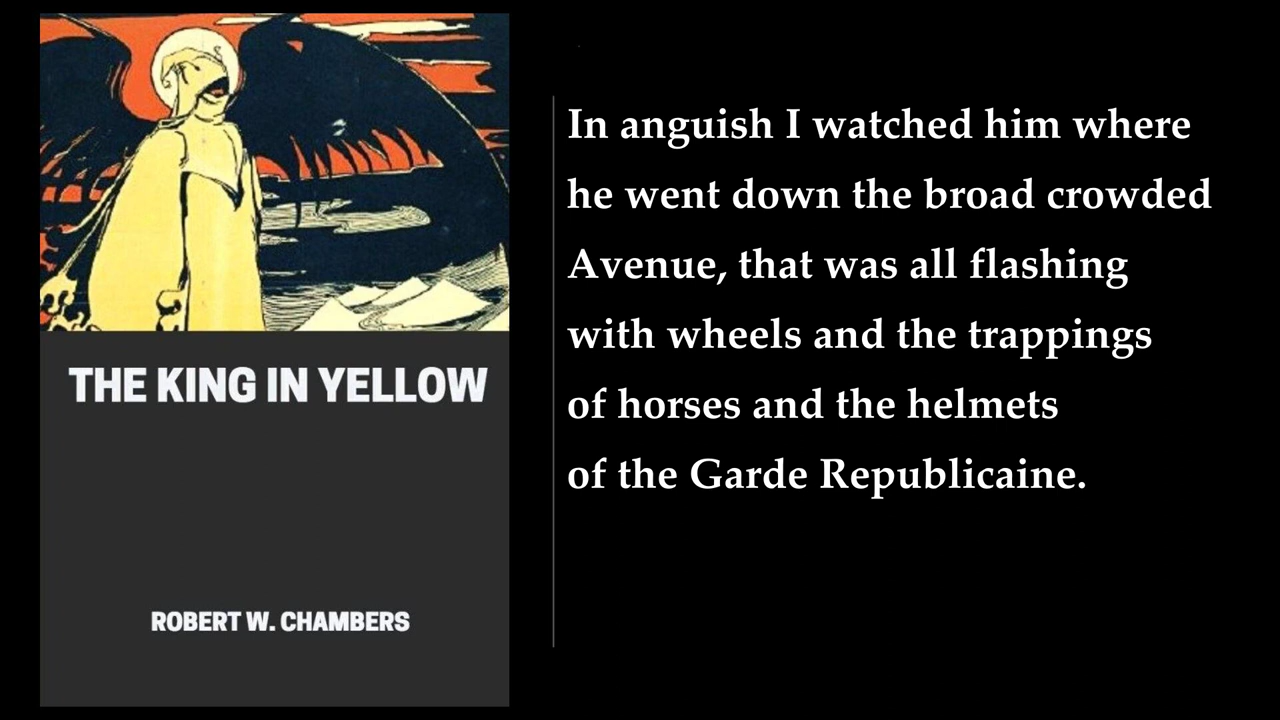 THE KING IN YELLOW
ROBERT W. CHAMBERS
In anguish I watched him where
he went down the broad crowded
Avenue, that was all flashing
with wheels and the trappings
of horses and the helmets
of the Garde Republicaine.